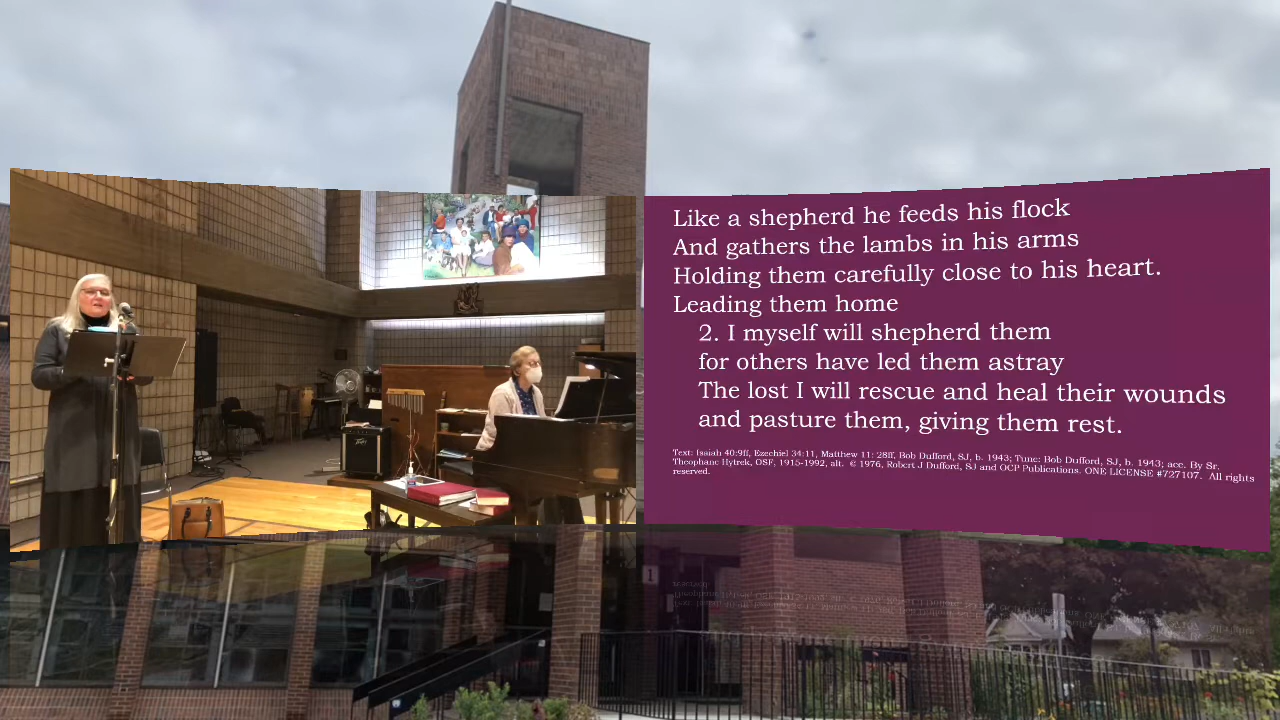 Like a shepherd he feeds his flock
And gathers the lambs in his arms
Holding them carefully close to his heart.
Leading them home
2. I myself will shepherd them
for others have led them astray
The lost I will rescue and heal their wounds
and pasture them, giving them rest.
Text: Isaiah 40:9ff, Ezechiel 34:11, Matthew 11: 28ff, Bob Dufford, SJ, b. 1943; Tune: Bob Dufford, SJ, b. 1943; acc. By Sr.
Theophane Hytrek, OSF, 1915-1992, alt. © 1976, Robert J Dufford, SJ and OCP Publications. ONE LICENSE #727107. All rights
reserved.
PEAVEY
1